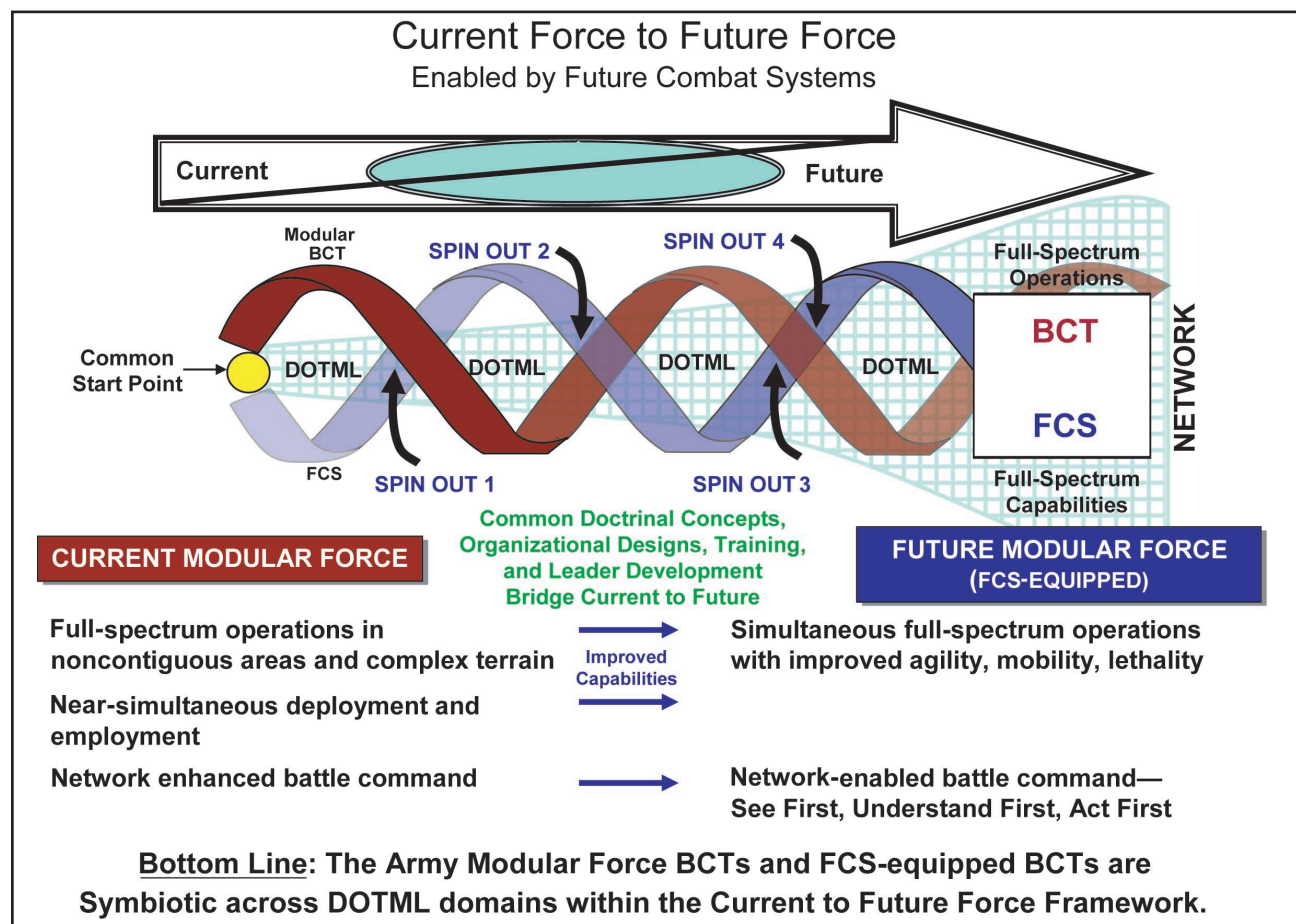 Current Force to Future Force
Enabled by Future Combat Systems
Current
Future
Modular
BCT
SPIN OUT 2
SPIN OUT 4
Full-Spectrum
Operations
Common
Start Point
DOTML
DOTML
DOTML
DOTML
BCT
FCS
NETWORK
FCS
SPIN OUT 1
SPIN OUT 3
Full-Spectrum
Capabilities
Common Doctrinal Concepts,
Organizational Designs, Training,
and Leader Development
Bridge Current to Future
CURRENT MODULAR FORCE
FUTURE MODULAR FORCE
(FCS-EQUIPPED)
Full-spectrum operations in
noncontiguous areas and complex terrain
Improved
Capabilities
Simultaneous full-spectrum operations
with improved agility, mobility, lethality
Near-simultaneous deployment and
employment
Network enhanced battle command
Network-enabled battle command—
See First, Understand First, Act First
Bottom Line: The Army Modular Force BCTs and FCS-equipped BCTs are
Symbiotic across DOTML domains within the Current to Future Force Framework.